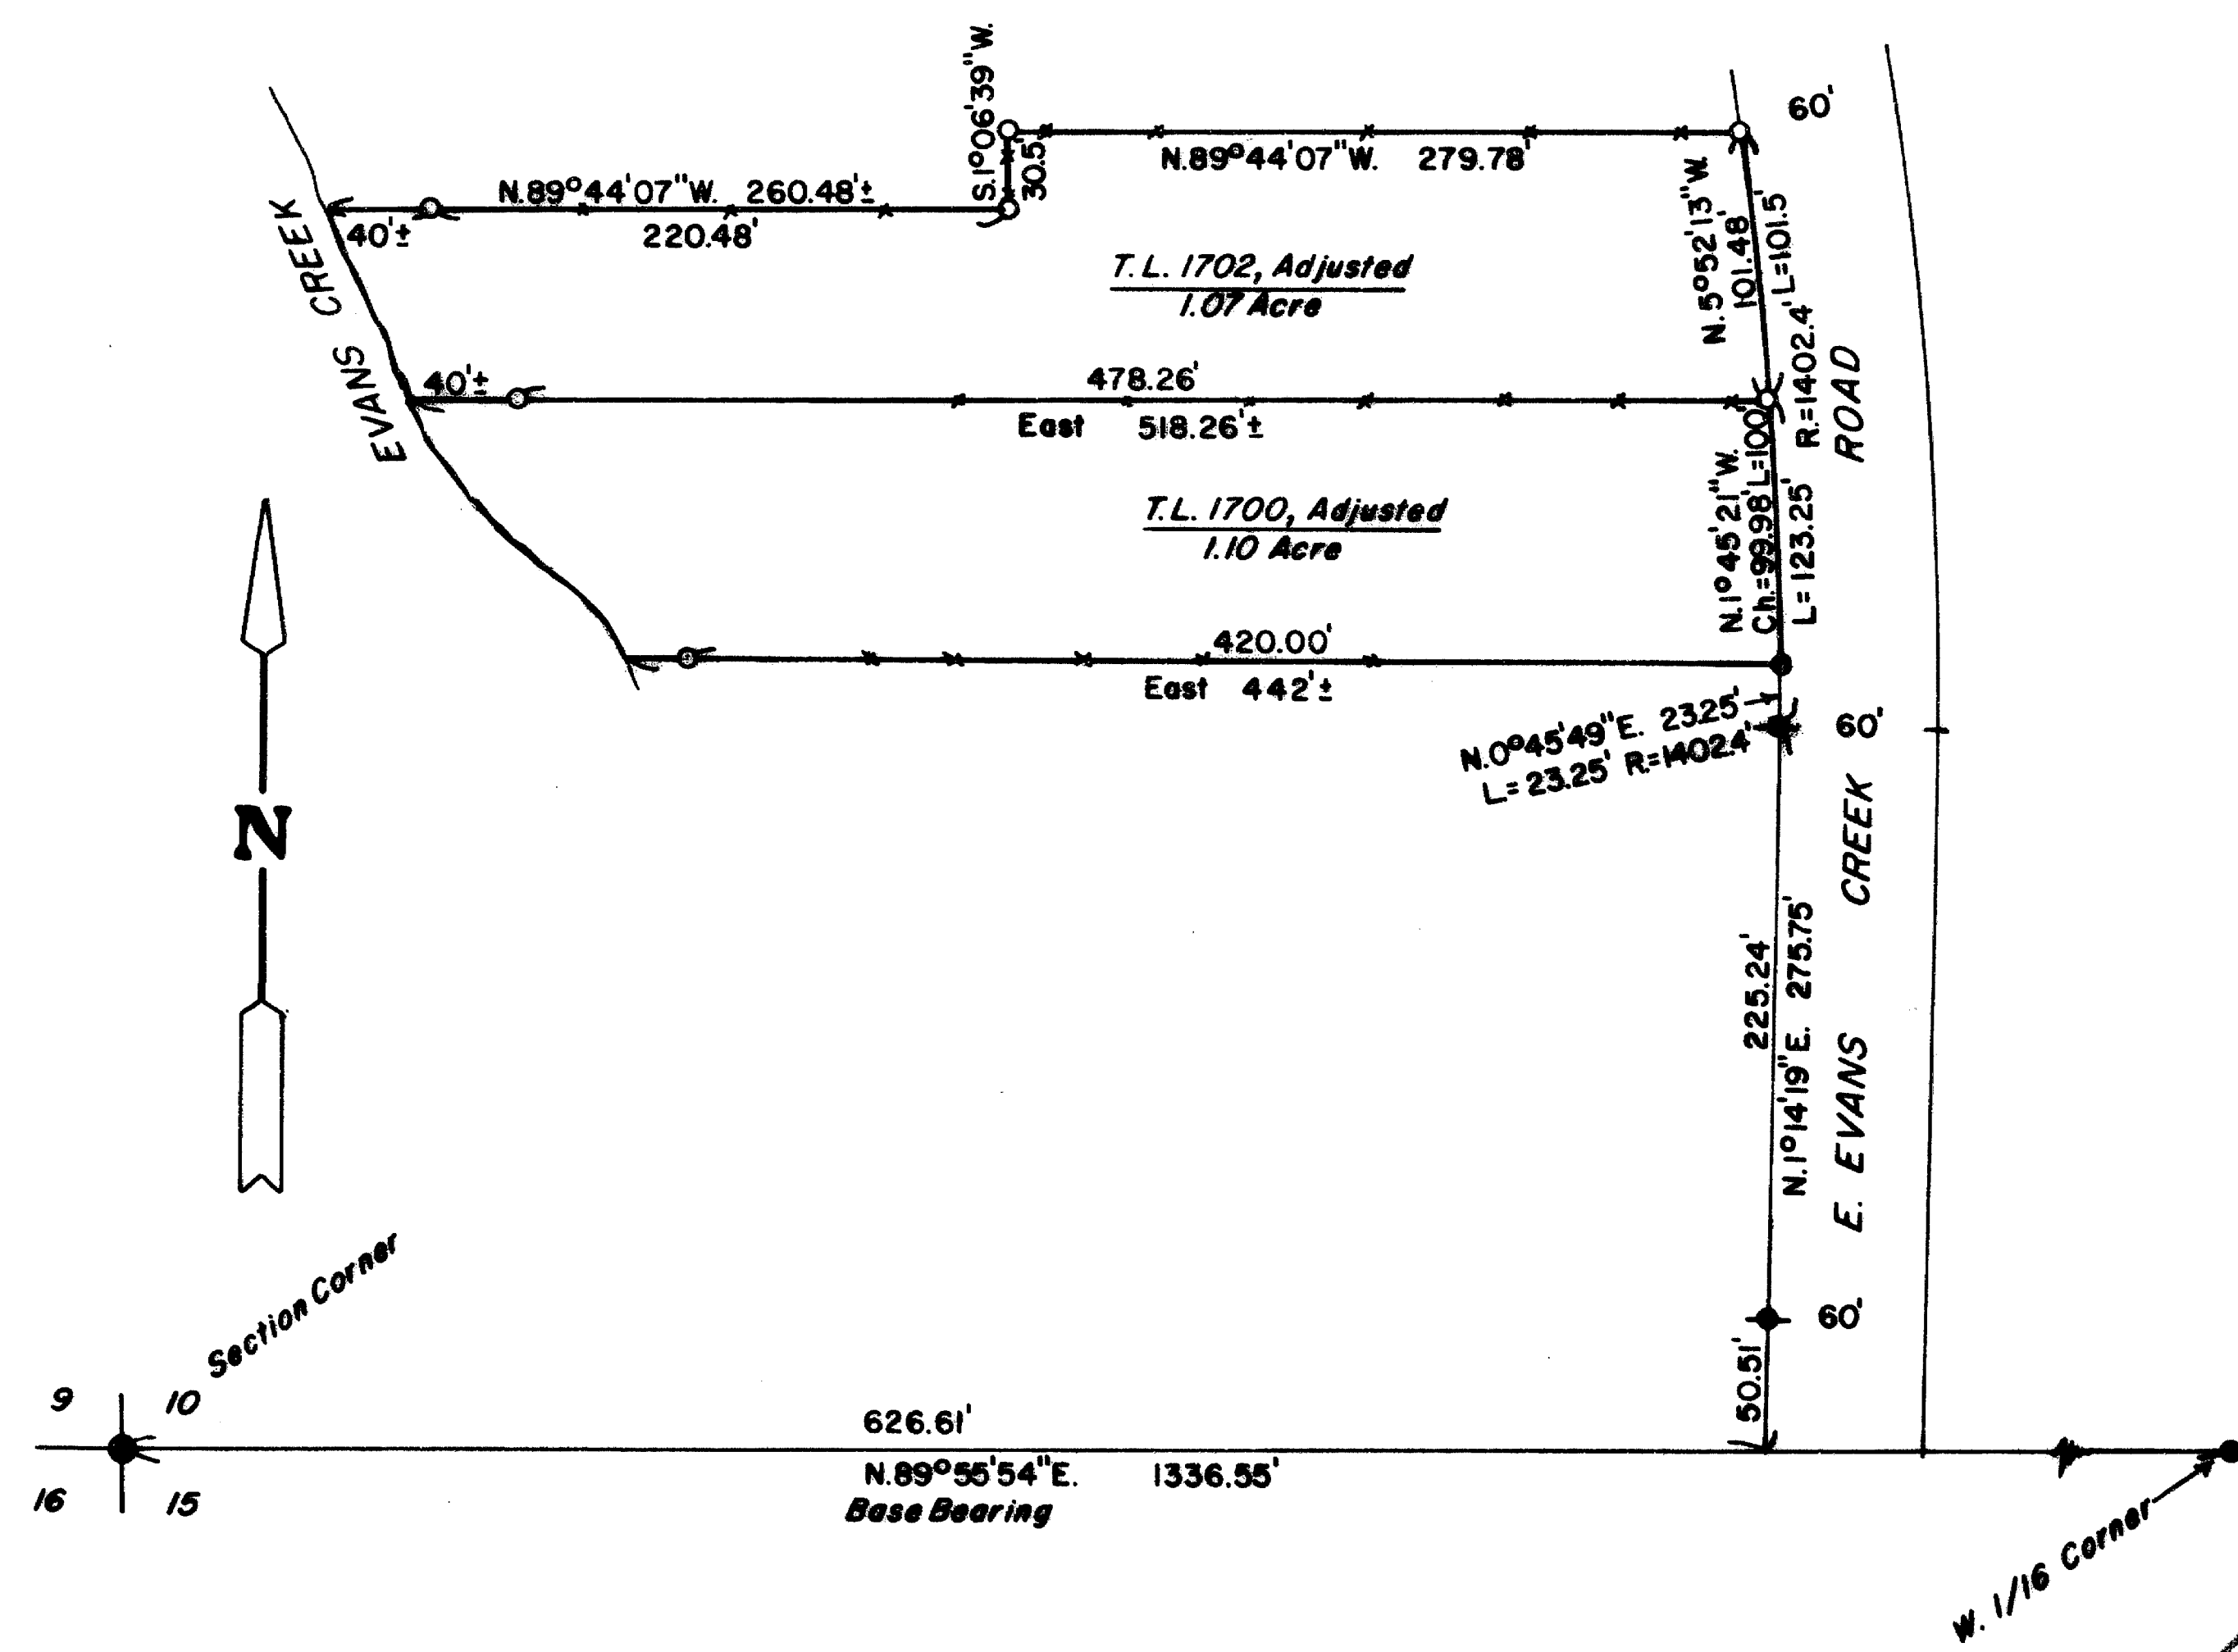 60'
S.1°06'39"W.
30.5'
N.89°44'07"W. 279.78'
N.89°44'07"W. 260.48'±
40'±
220.48'
N.5°52'13"W.
101.48'
L=101.5'
EVANS CREEK
T.L. 1702, Adjusted
1.07 Acre
R.=1402.4'
40'±
478.26'
East 518.26'±
N.1°45'21"W.
Ch.=99.98' L=100'
L=123.25'
T.L. 1700, Adjusted
1.10 Acre
420.00'
East 442'±
N.0°45'49"E. 23.25'
L=23.25' R.=1402.4'
60'
N
225.24'
N.1°14'19"E. 275.75'
E. EVANS CREEK ROAD
60'
50.51'
Section Corner
9 10
16 15
626.61'
N.89°55'54"E. 1336.55'
Base Bearing
W. 1/16 Corner